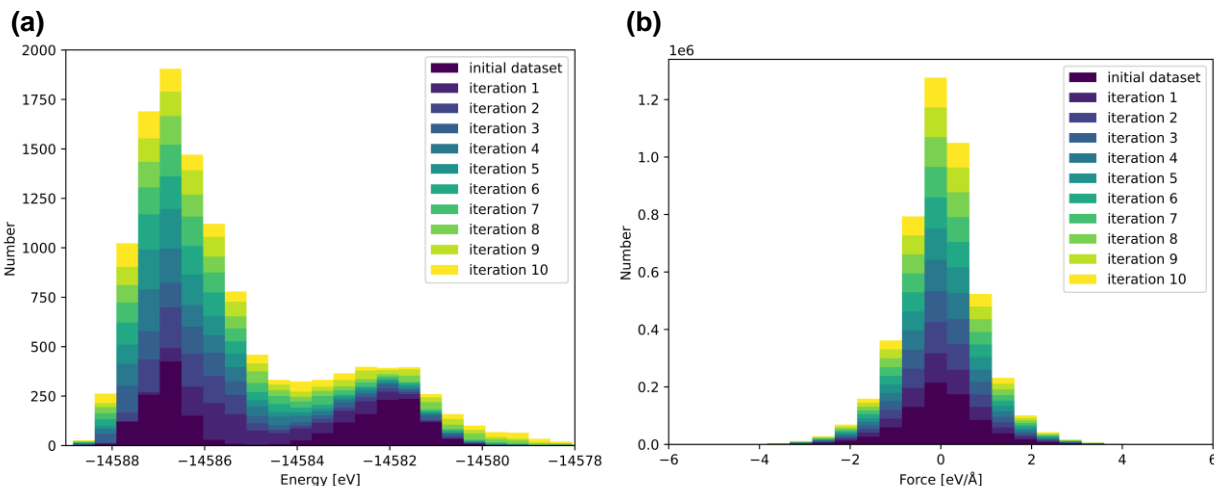 (a)
2000
1750
1500
1250
1000
750
500
250
0
Number
−14588 −14586 −14584 −14582 −14580 −14578
Energy [eV]
initial dataset
iteration 1
iteration 2
iteration 3
iteration 4
iteration 5
iteration 6
iteration 7
iteration 8
iteration 9
iteration 10
(b)
1e6
1.2
1.0
0.8
0.6
0.4
0.2
0.0
Number
−6 −4 −2 0 2 4 6
Force [eV/Å]
initial dataset
iteration 1
iteration 2
iteration 3
iteration 4
iteration 5
iteration 6
iteration 7
iteration 8
iteration 9
iteration 10